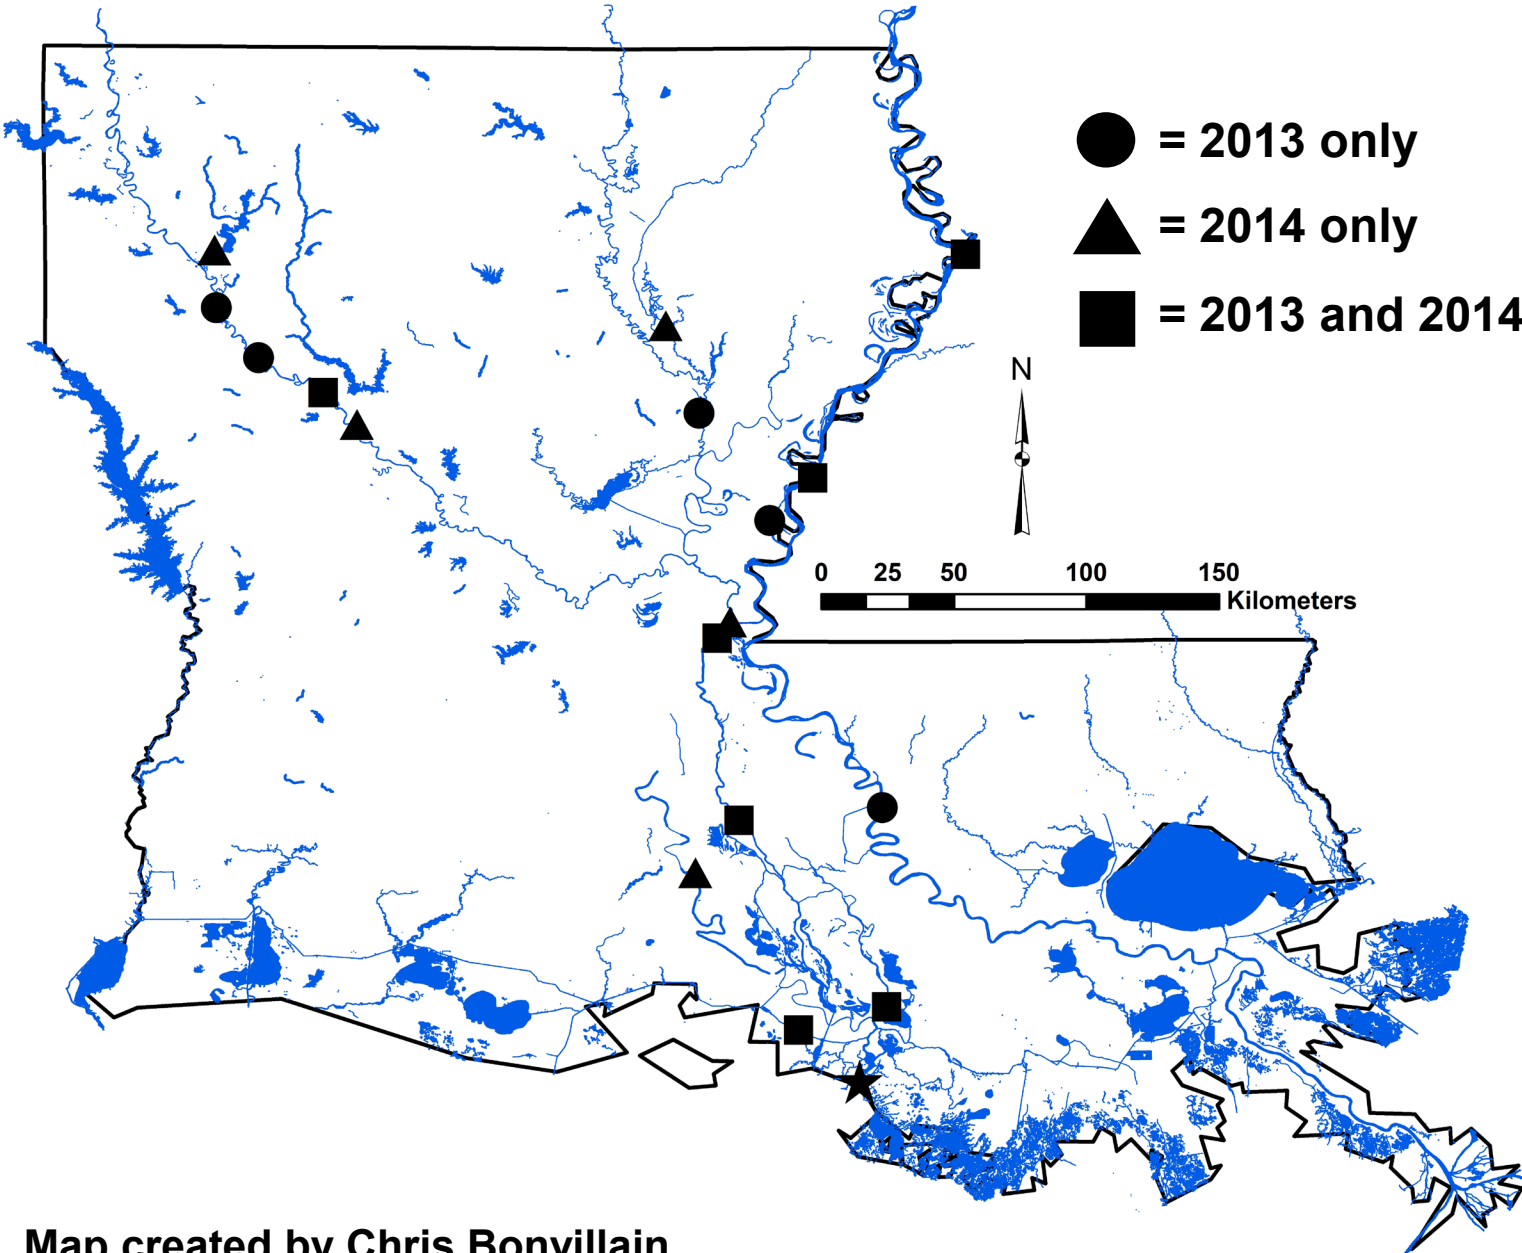 = 2013 only
= 2014 only
= 2013 and 2014
N
0 25 50 100 150
Kilometers
Map created by Chris Bonvillain